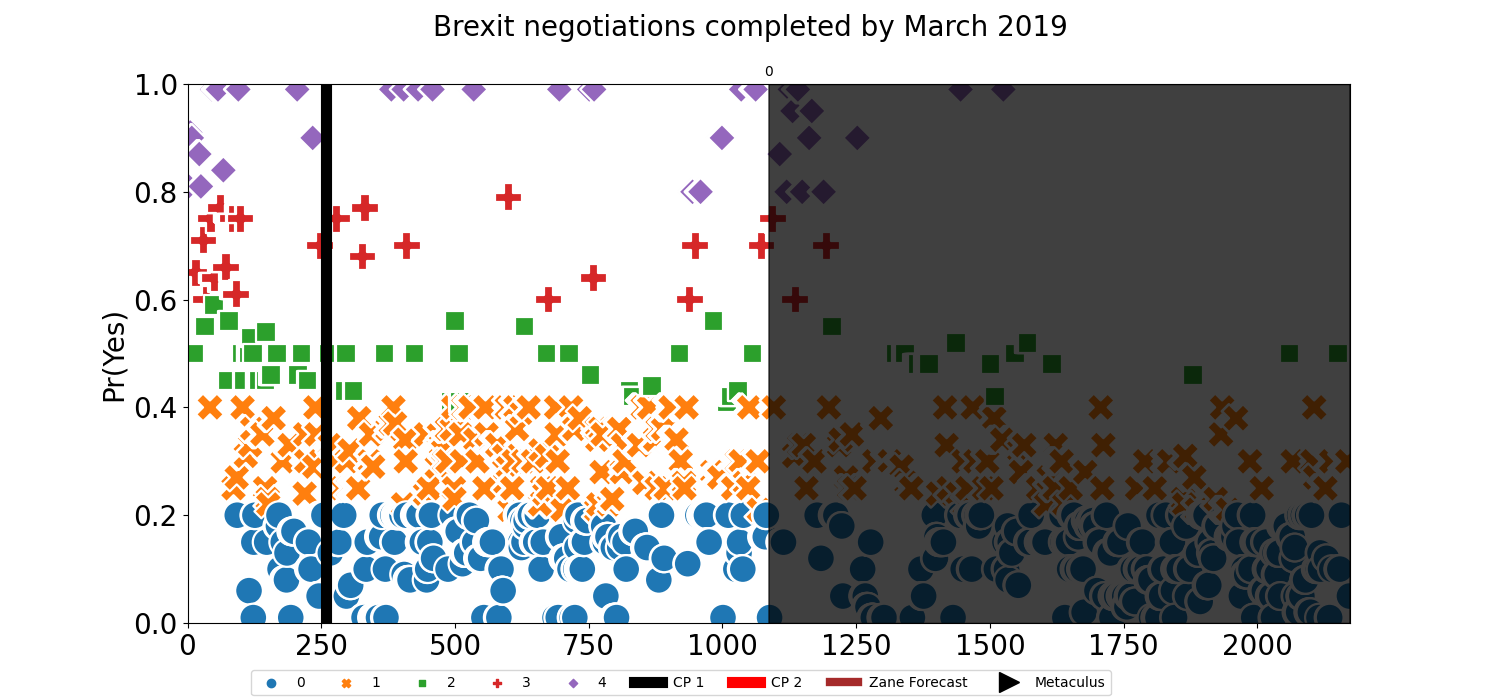 Brexit negotiations completed by March 2019
0
1.0
0.8
0.6
0.4
0.2
0.0
Pr(Yes)
0 250 500 750 1000 1250 1500 1750 2000
0 1 2 3 4 CP 1 CP 2 Zane Forecast Metaculus